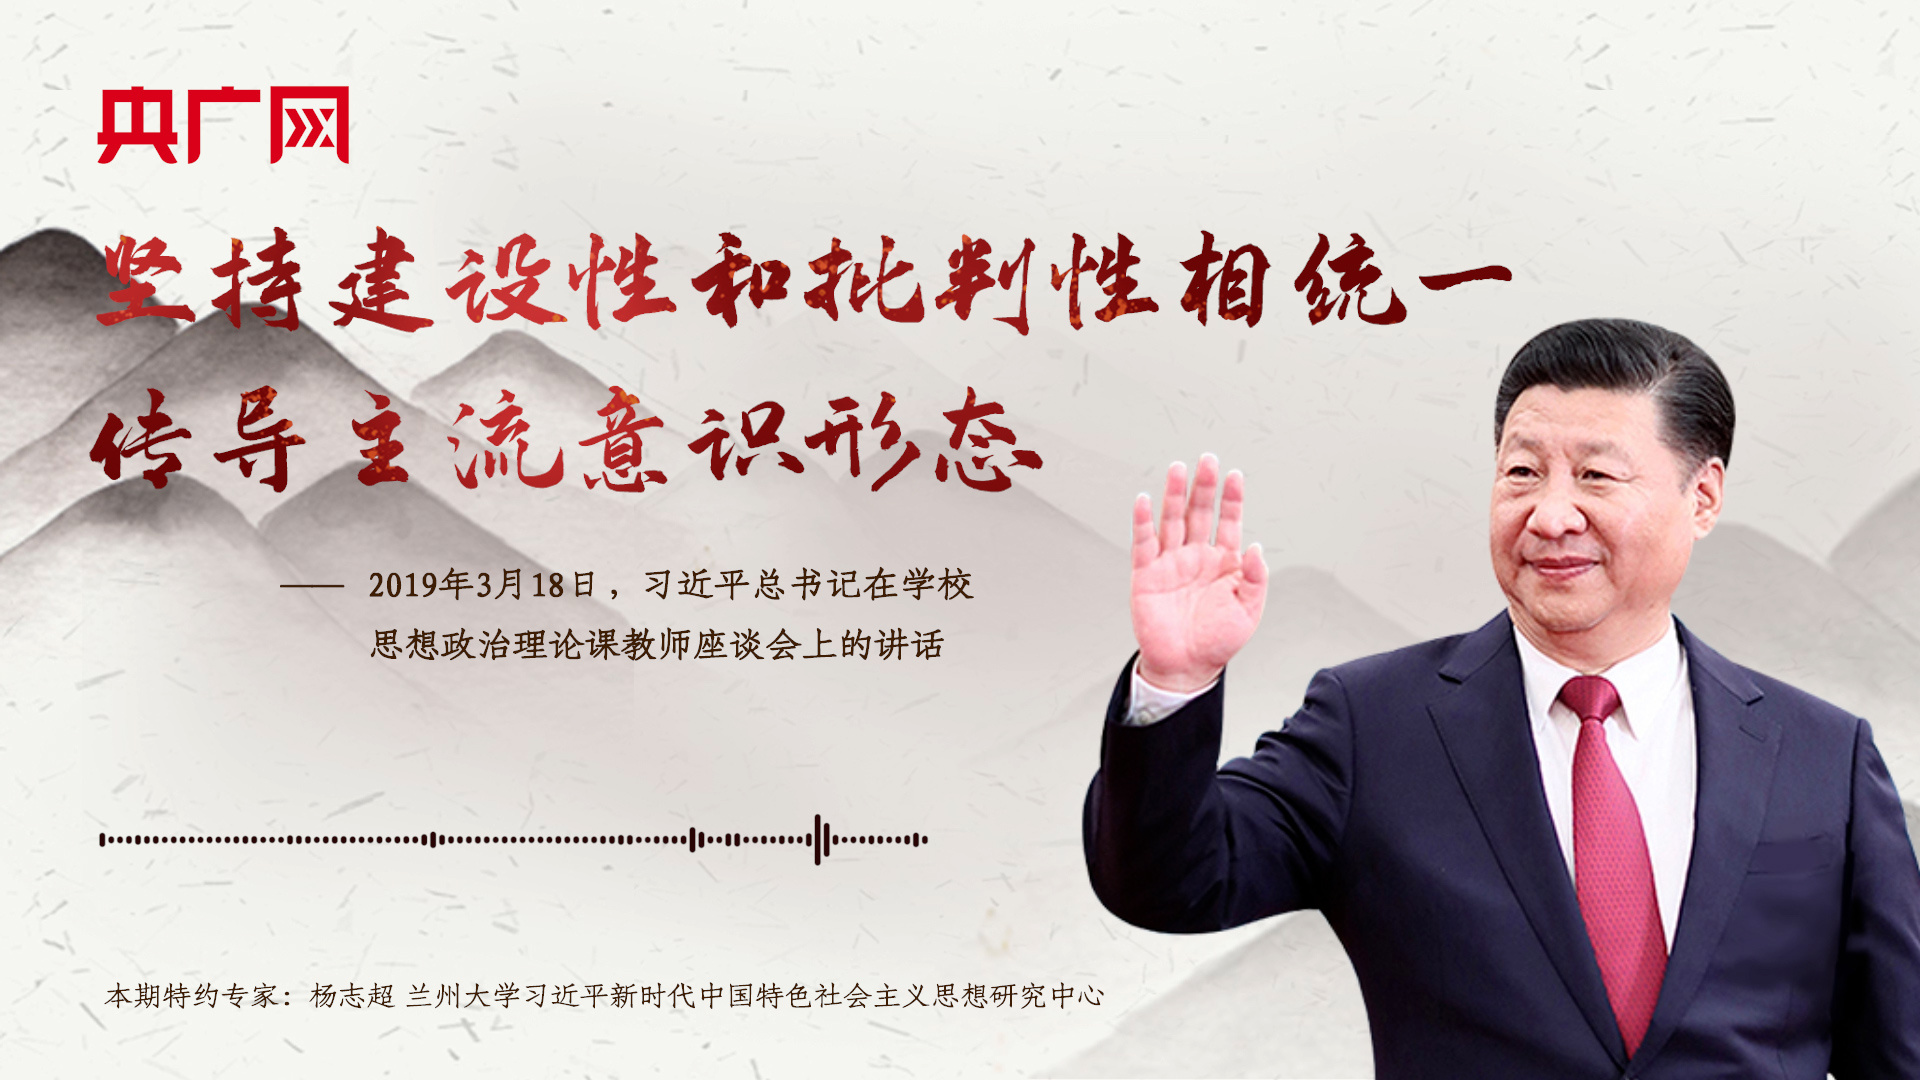 央广网
坚持建设性和批判性相统一
传导主流意识形态
—— 2019年3月18日，习近平总书记在学校
思想政治理论课教师座谈会上的讲话
本期特约专家：杨志超 兰州大学习近平新时代中国特色社会主义思想研究中心